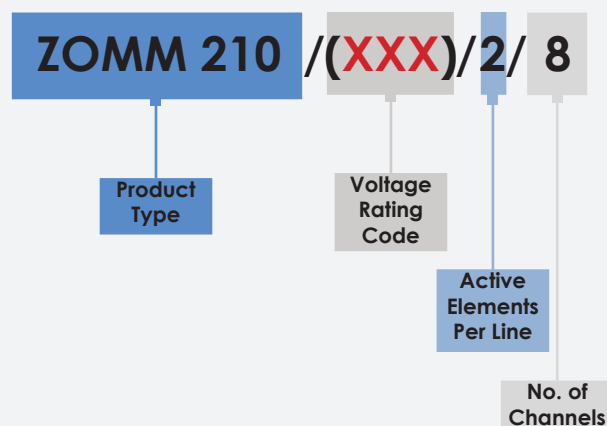 ZOMM 210 /(XXX)/2/ 8
Product
Type
Voltage
Rating
Code
Active
Elements
Per Line
No. of
Channels